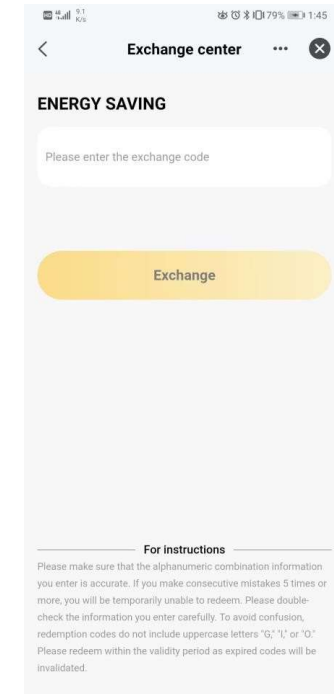 HD 4G 9.1 K/s 79% 1:45
Exchange center
ENERGY SAVING
Please enter the exchange code
Exchange
For instructions
Please make sure that the alphanumeric combination information
you enter is accurate. If you make consecutive mistakes 5 times or
more, you will be temporarily unable to redeem. Please double-
check the information you enter carefully. To avoid confusion,
redemption codes do not include uppercase letters "G," "I," or "O."
Please redeem within the validity period as expired codes will be
invalidated.